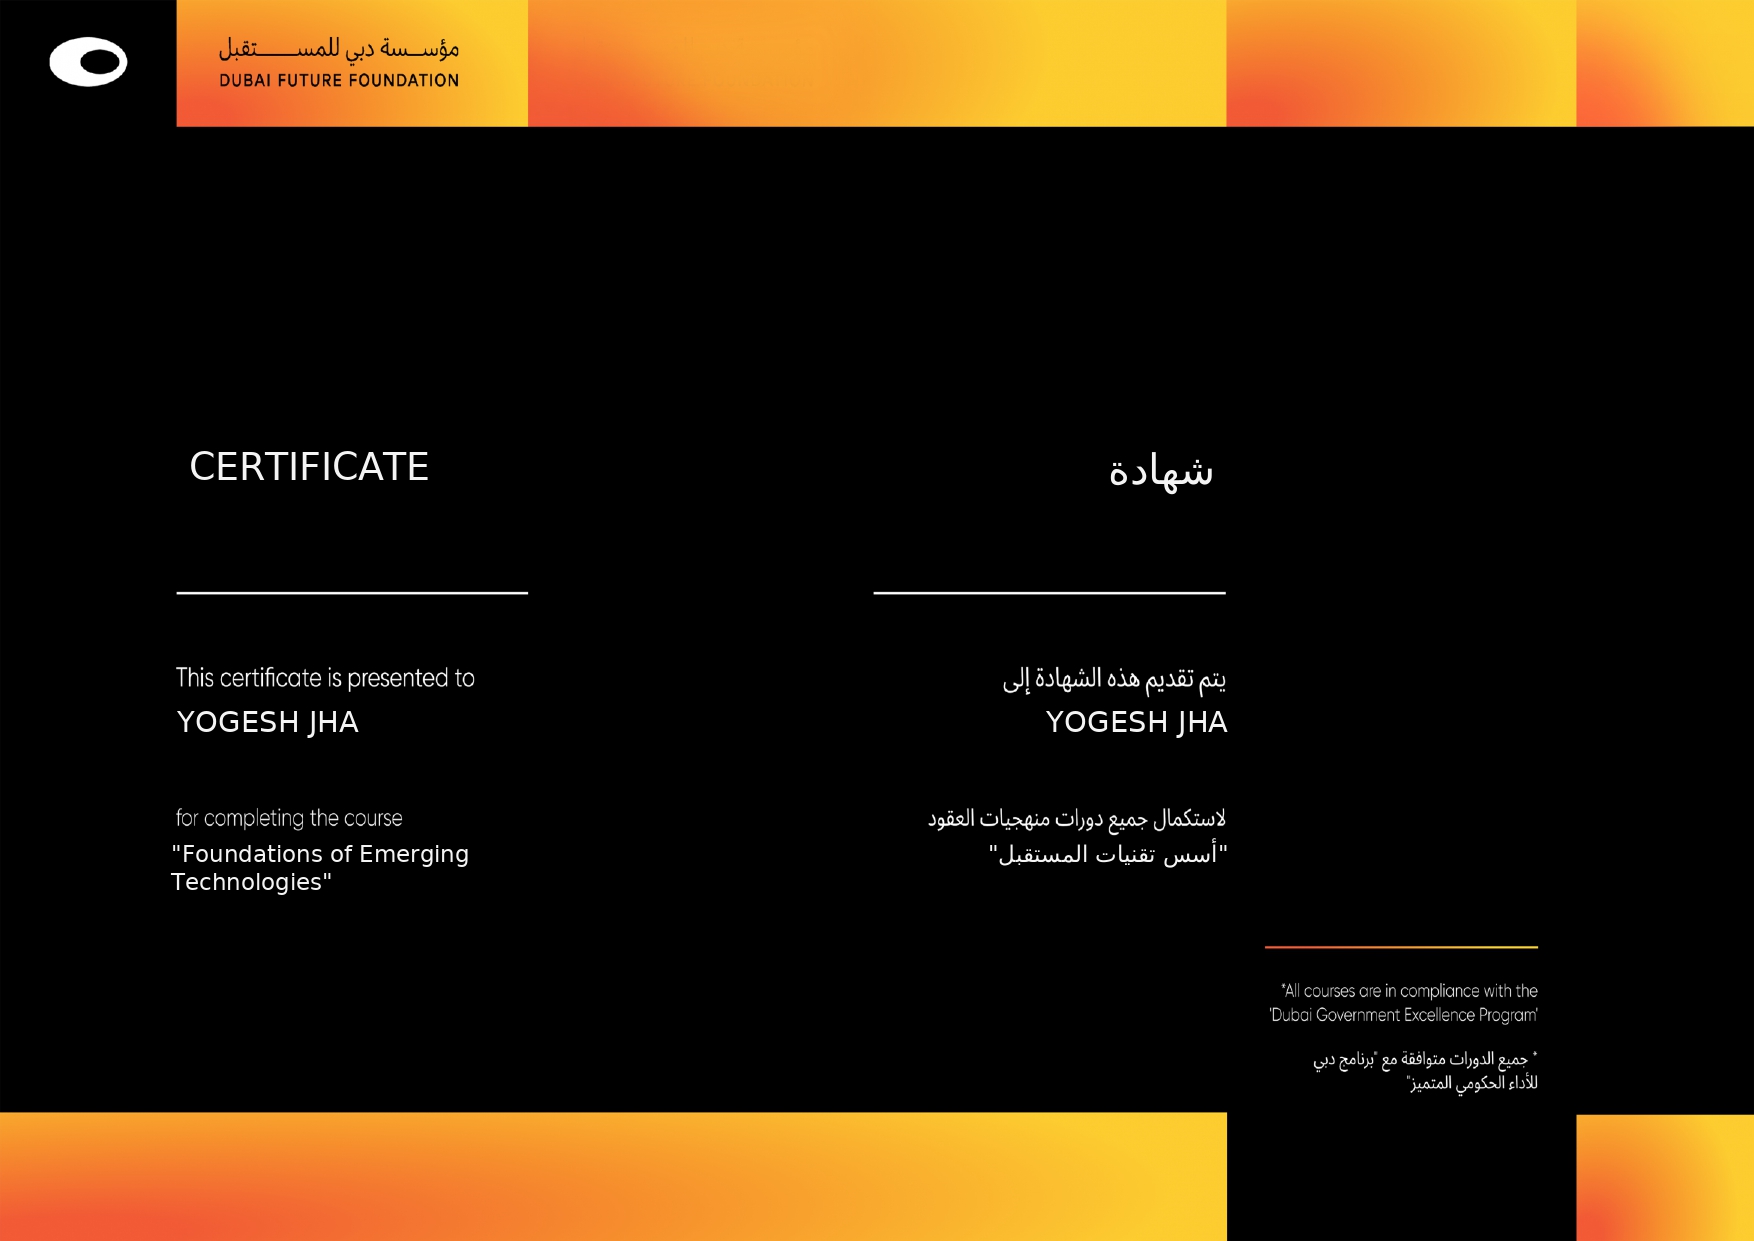 مؤسسة دبي للمستقبل
DUBAI FUTURE FOUNDATION
CERTIFICATE
شهادة
This certificate is presented to
YOGESH JHA
يتم تقديم هذه الشهادة إلى
YOGESH JHA
for completing the course
"Foundations of Emerging
Technologies"
لاستكمال جميع دورات منهجيات العقود
"أسس تقنيات المستقبل"
*All courses are in compliance with the
'Dubai Government Excellence Program'
* جميع الدورات متوافقة مع "برنامج دبي
للأداء الحكومي المتميز"